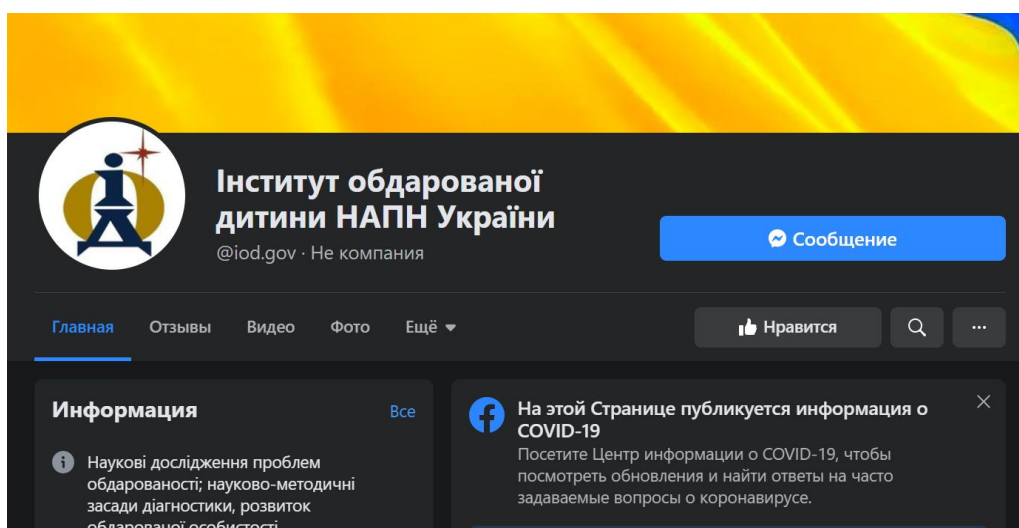 Інститут обдарованої
дитини НАПН України
@iod.gov · Не компания
Сообщение
Главная Отзывы Видео Фото Ещё
Нравится
Информация Все
Наукові дослідження проблем
обдарованості; науково-методичні
засади діагностики, розвиток
обдарованої особистості
На этой Странице публикуется информация о
COVID-19
Посетите Центр информации о COVID-19, чтобы
посмотреть обновления и найти ответы на часто
задаваемые вопросы о коронавирусе.